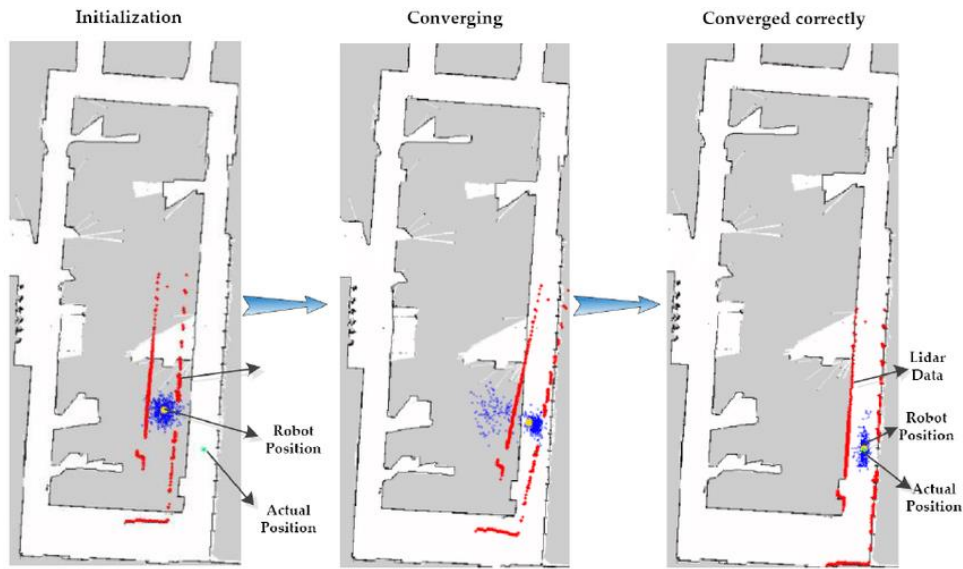 Initialization
Converging
Converged correctly
Robot
Position
Actual
Position
Lidar
Data
Robot
Position
Actual
Position